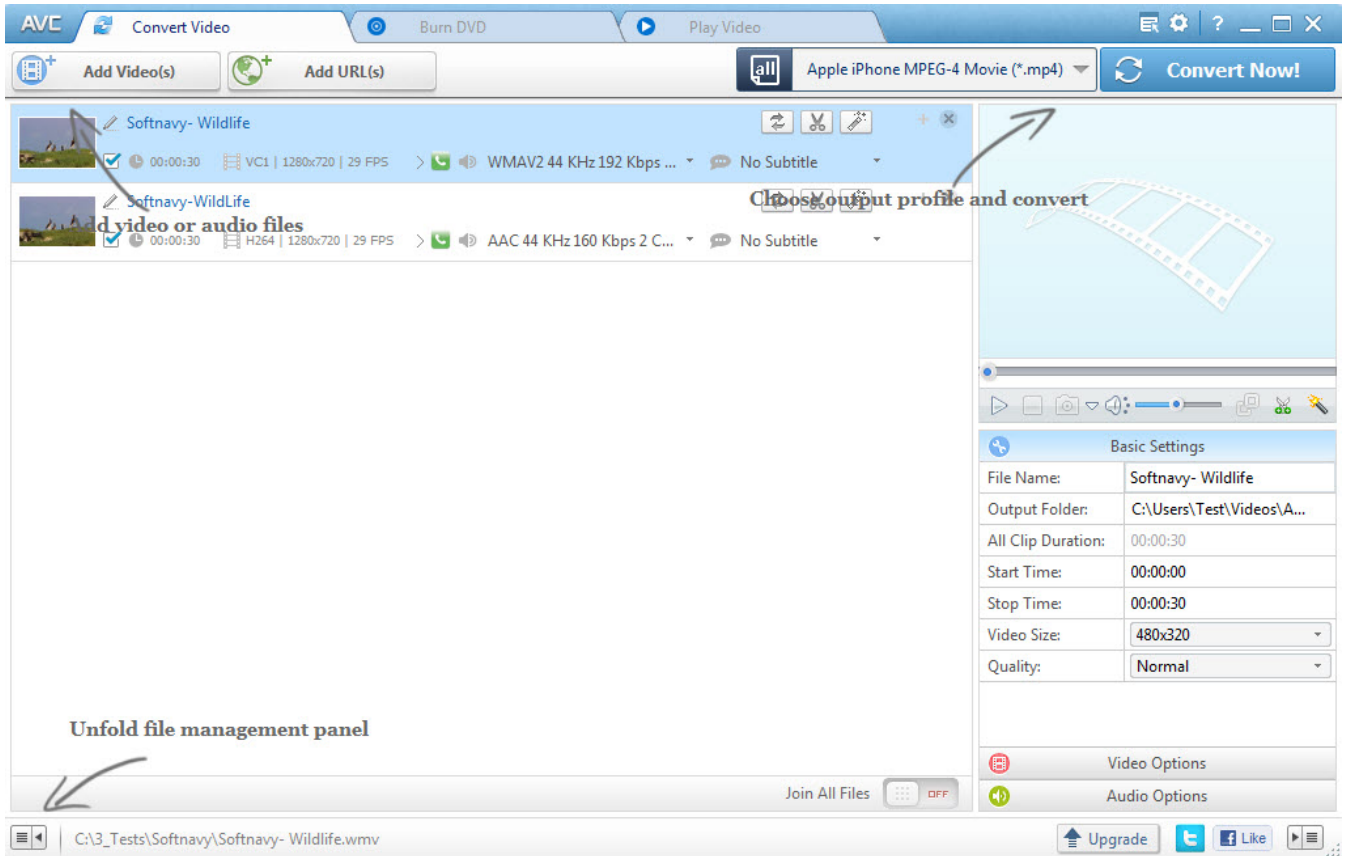 AVC
Convert Video
Burn DVD
Play Video
?
Add Video(s)
Add URL(s)
all
Apple iPhone MPEG-4 Movie (*.mp4)
Convert Now!
Softnavy- Wildlife
00:00:30
VC1 | 1280x720 | 29 FPS
WMAV2 44 KHz 192 Kbps ...
No Subtitle
Softnavy-WildLife
Choose output profile and convert
video or audio files
00:00:30
H264 | 1280x720 | 29 FPS
AAC 44 KHz 160 Kbps 2 C...
No Subtitle
Basic Settings
File Name:
Softnavy- Wildlife
Output Folder:
C:\Users\Test\Videos\A...
All Clip Duration:
00:00:30
Start Time:
00:00:00
Stop Time:
00:00:30
Video Size:
480x320
Quality:
Normal
Unfold file management panel
Video Options
Join All Files
OFF
Audio Options
C:\3_Tests\Softnavy\Softnavy- Wildlife.wmv
Upgrade
Like